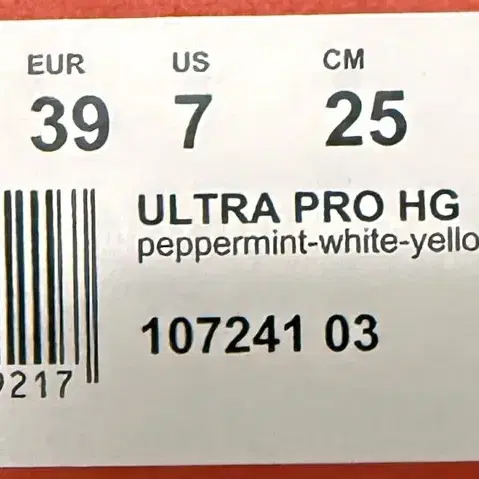 EUR US CM
39 7 25
ULTRA PRO HG
peppermint-white-yello
107241 03
9217